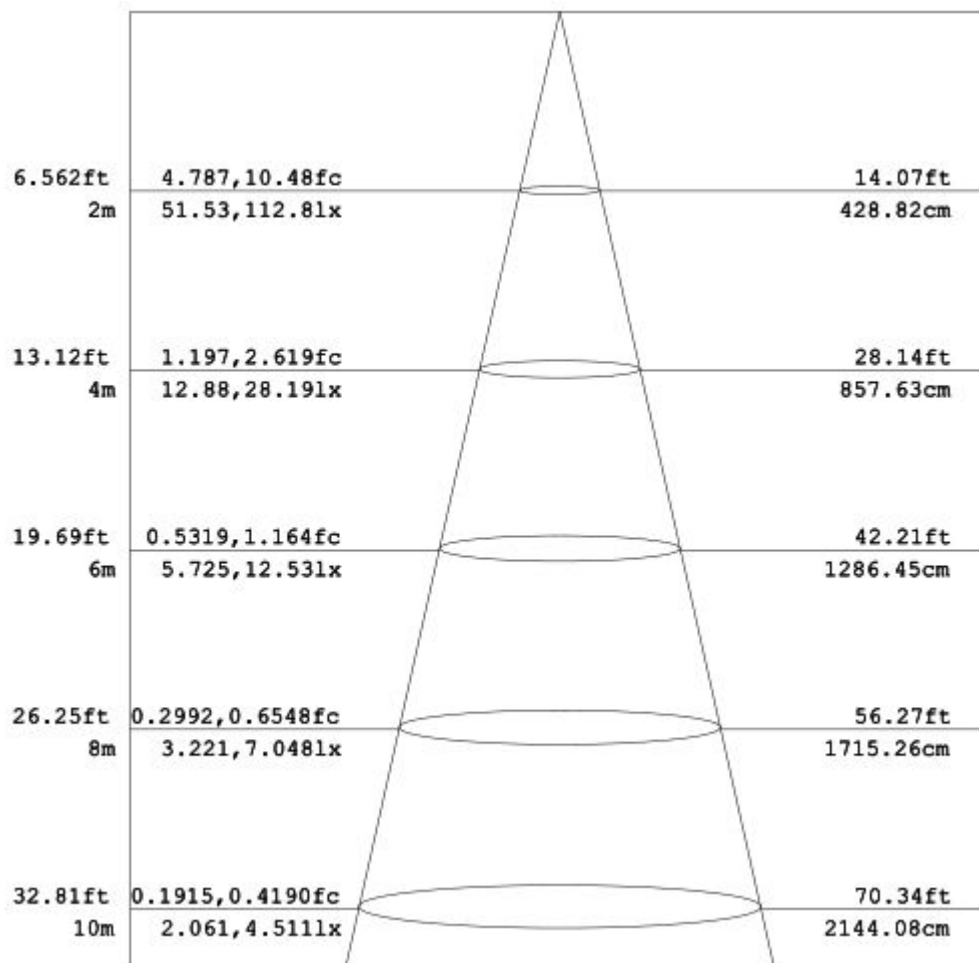 6.562ft 4.787,10.48fc 14.07ft
2m 51.53,112.8lx 428.82cm
13.12ft 1.197,2.619fc 28.14ft
4m 12.88,28.19lx 857.63cm
19.69ft 0.5319,1.164fc 42.21ft
6m 5.725,12.53lx 1286.45cm
26.25ft 0.2992,0.6548fc 56.27ft
8m 3.221,7.048lx 1715.26cm
32.81ft 0.1915,0.4190fc 70.34ft
10m 2.061,4.511lx 2144.08cm